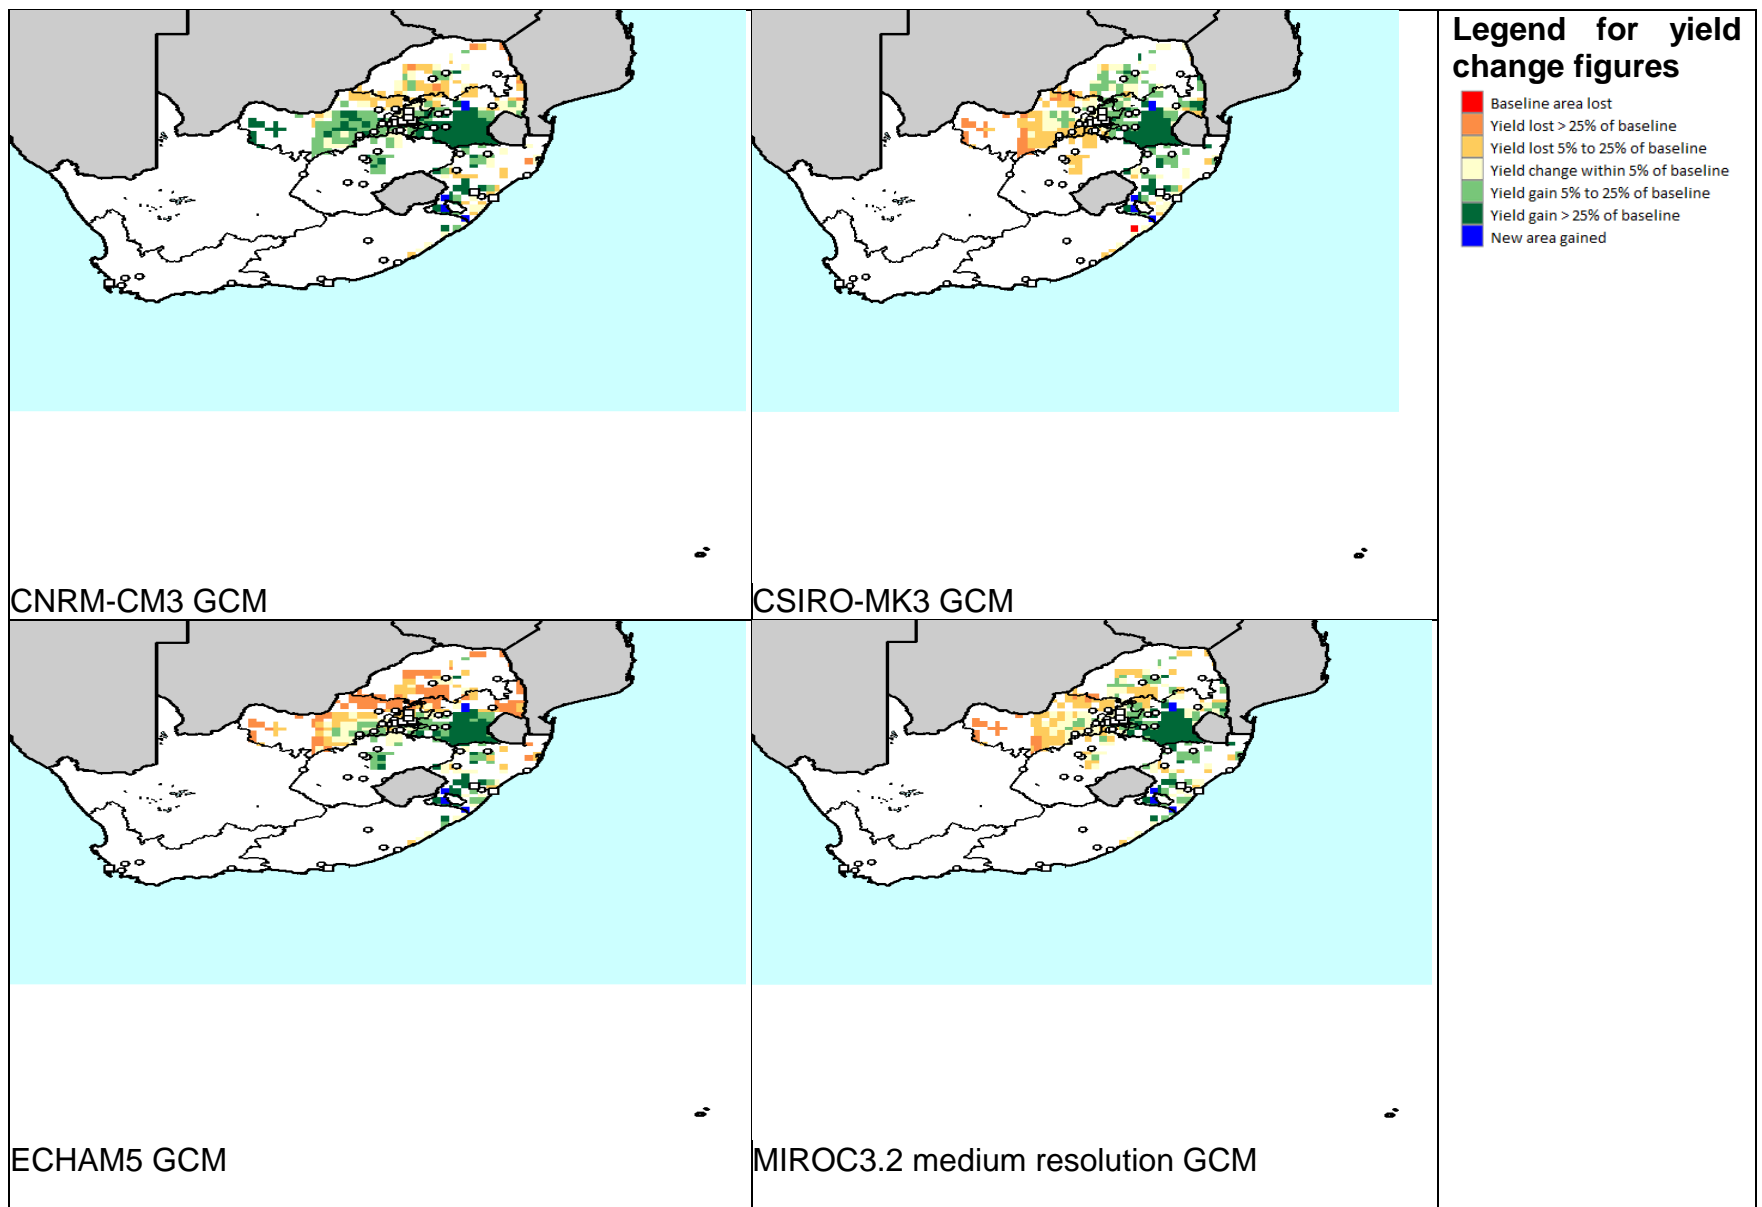 Legend for yield
change figures
Baseline area lost
Yield lost > 25% of baseline
Yield lost 5% to 25% of baseline
Yield change within 5% of baseline
Yield gain 5% to 25% of baseline
Yield gain > 25% of baseline
New area gained
CNRM-CM3 GCM
CSIRO-MK3 GCM
ECHAM5 GCM
MIROC3.2 medium resolution GCM